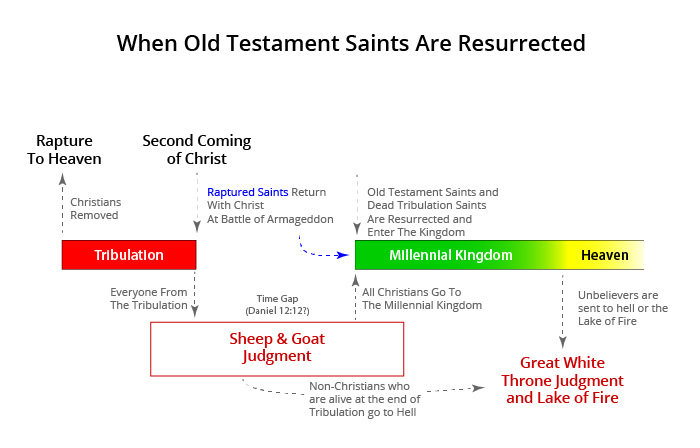 When Old Testament Saints Are Resurrected
Rapture
To Heaven
Second Coming
of Christ
Christians
Removed
Raptured Saints Return
With Christ
At Battle of Armageddon
Old Testament Saints and
Dead Tribulation Saints
Are Resurrected and
Enter The Kingdom
Tribulation
Millennial Kingdom
Heaven
Everyone From
The Tribulation
Time Gap
(Daniel 12:12?)
All Christians Go To
The Millennial Kingdom
Unbelievers are
sent to hell or the
Lake of Fire
Sheep & Goat
Judgment
Great White
Throne Judgment
and Lake of Fire
Non-Christians who
are alive at the end of
Tribulation go to Hell